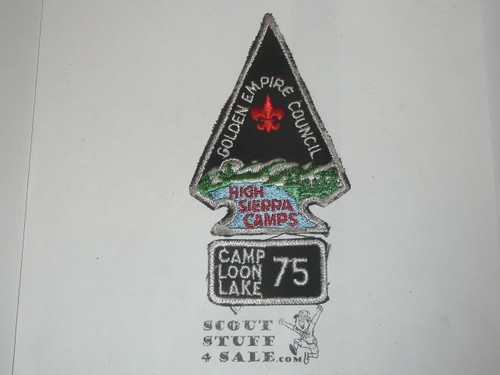 GOLDEN EMPIRE COUNCIL
HIGH
SIERRA
CAMPS
CAMP
LOON
LAKE
75
SCOUT
STUFF
4 SALE.com